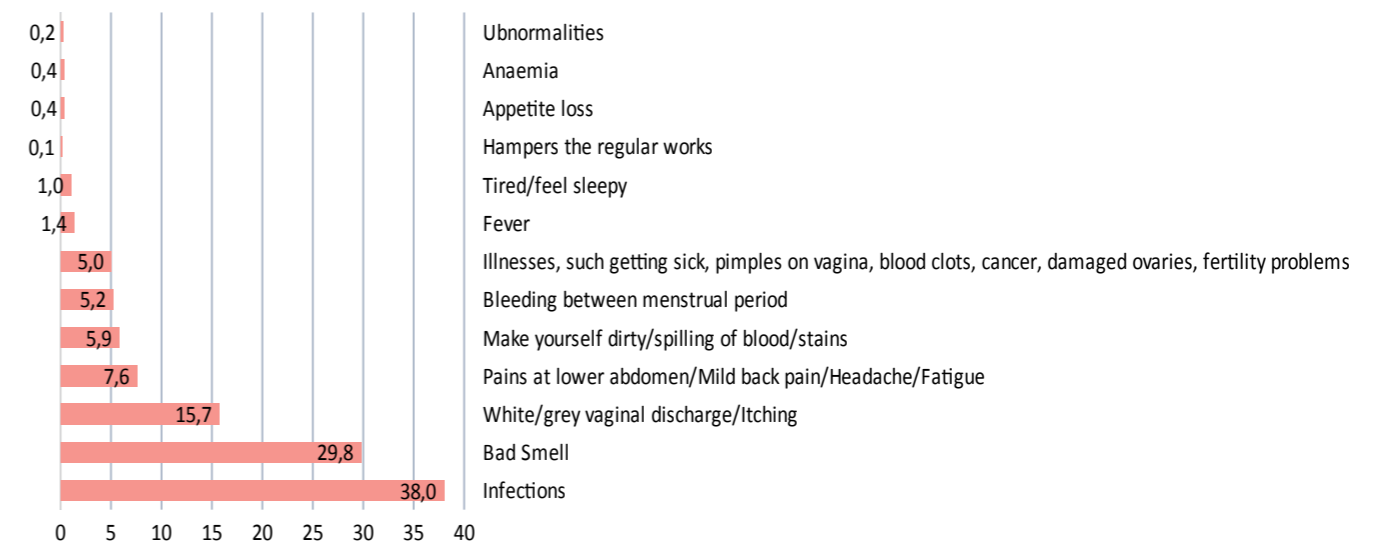 0,2 Ubnormalities
0,4 Anaemia
0,4 Appetite loss
0,1 Hampers the regular works
1,0 Tired/feel sleepy
1,4 Fever
5,0 Illnesses, such getting sick, pimples on vagina, blood clots, cancer, damaged ovaries, fertility problems
5,2 Bleeding between menstrual period
5,9 Make yourself dirty/spilling of blood/stains
7,6 Pains at lower abdomen/Mild back pain/Headache/Fatigue
15,7 White/grey vaginal discharge/Itching
29,8 Bad Smell
38,0 Infections
0 5 10 15 20 25 30 35 40